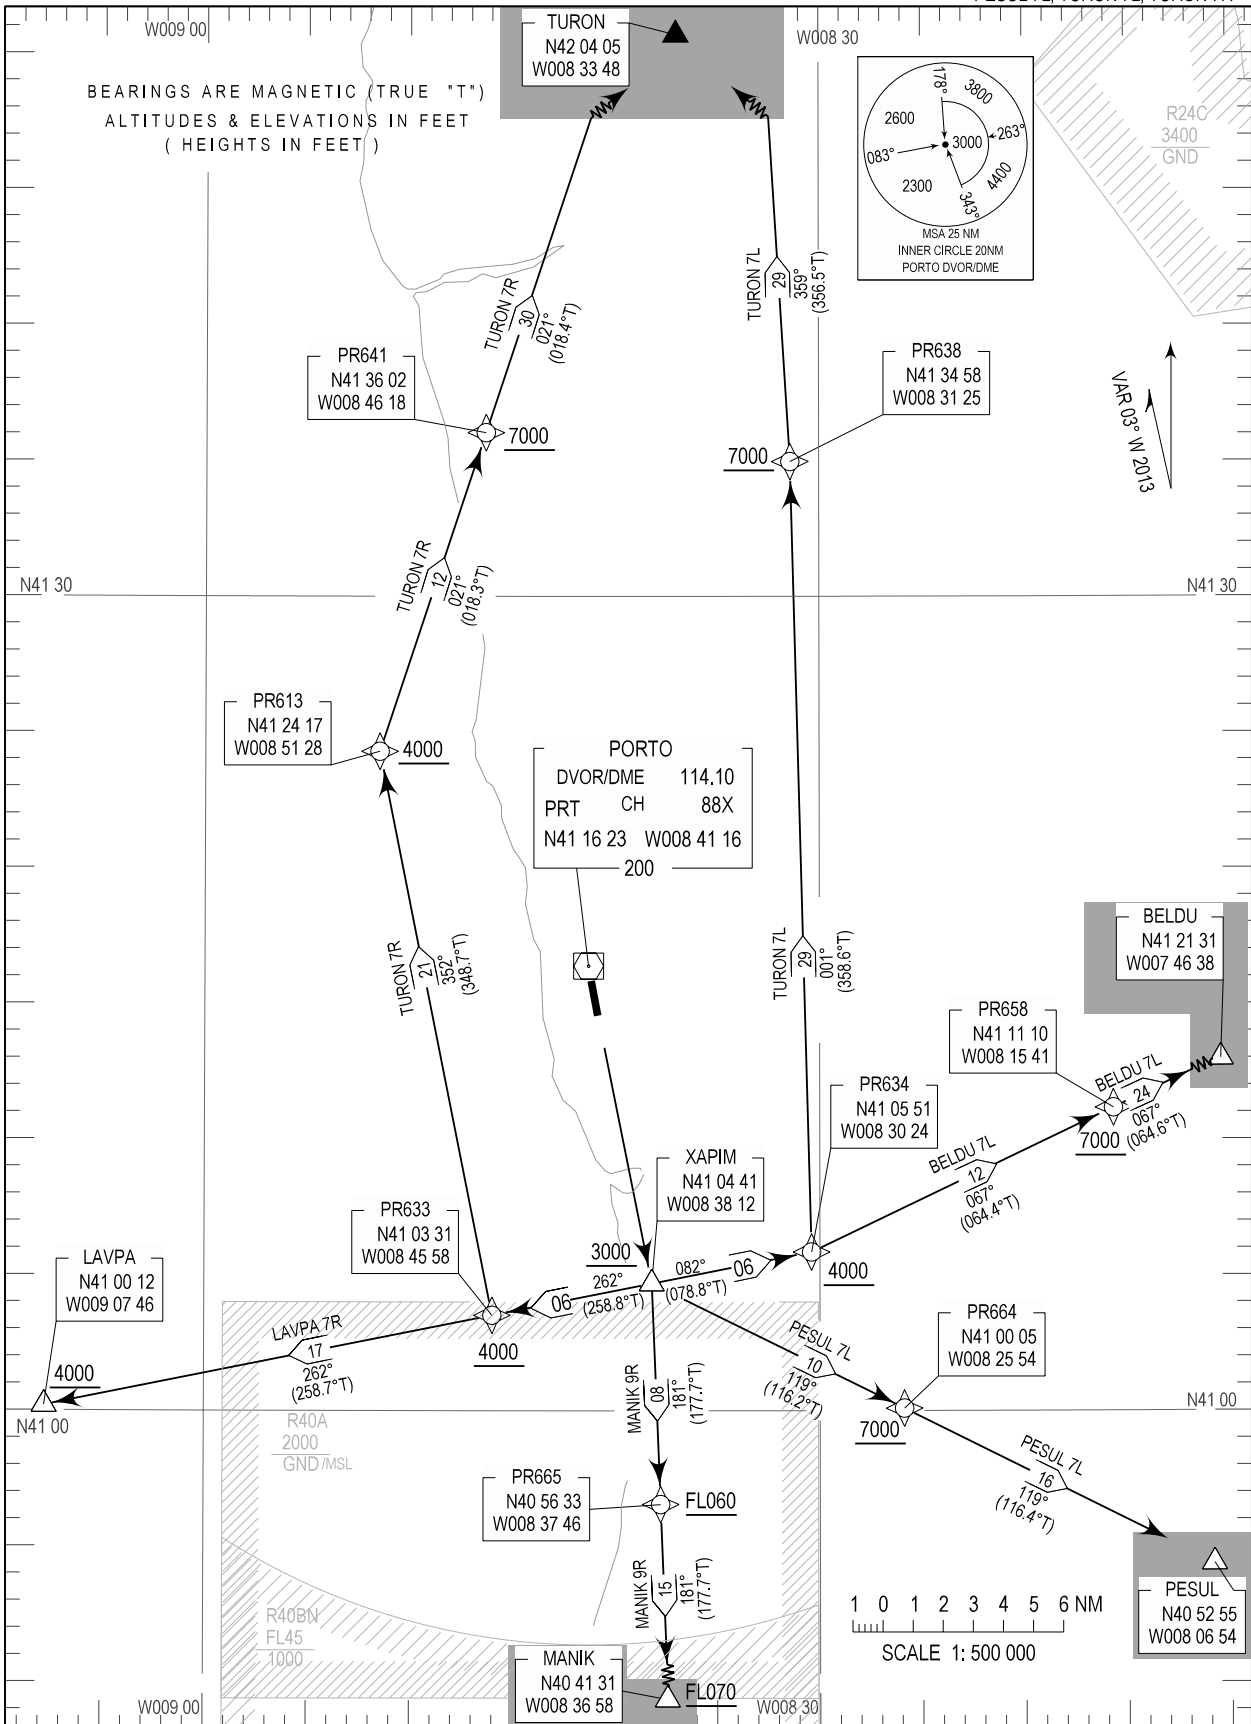 W009 00
TURON
N42 04 05
W008 33 48
W008 30
BEARINGS ARE MAGNETIC (TRUE "T")
ALTITUDES & ELEVATIONS IN FEET
( HEIGHTS IN FEET )
178°
3800
2600
263°
3000
083°
2300
4400
343°
MSA 25 NM
INNER CIRCLE 20NM
PORTO DVOR/DME
R24C
3400
GND
TURON 7R
30
021°
(018.4°T)
TURON 7L
29
359°
(356.5°T)
PR641
N41 36 02
W008 46 18
7000
PR638
N41 34 58
W008 31 25
7000
VAR 03° W 2013
TURON 7R
12
021°
(018.3°T)
N41 30
N41 30
PR613
N41 24 17
W008 51 28
4000
PORTO
DVOR/DME 114.10
PRT CH 88X
N41 16 23 W008 41 16
200
TURON 7R
21
352°
(348.7°T)
TURON 7L
29
001°
(358.6°T)
BELDU
N41 21 31
W007 46 38
PR658
N41 11 10
W008 15 41
7000
BELDU 7L
24
067°
(064.6°T)
PR634
N41 05 51
W008 30 24
4000
BELDU 7L
12
067°
(064.4°T)
XAPIM
N41 04 41
W008 38 12
3000
082°
(078.8°T)
06
262°
(258.8°T)
06
PR633
N41 03 31
W008 45 58
4000
LAVPA
N41 00 12
W009 07 46
4000
LAVPA 7R
17
262°
(258.7°T)
PESUL 7L
10
119°
(116.2°T)
PR664
N41 00 05
W008 25 54
7000
MANIK 9R
08
181°
(177.7°T)
N41 00
N41 00
R40A
2000
GND/MSL
PESUL 7L
16
119°
(116.4°T)
PR665
N40 56 33
W008 37 46
FL060
MANIK 9R
15
181°
(177.7°T)
R40BN
FL45
1000
1 0 1 2 3 4 5 6 NM
SCALE 1: 500 000
PESUL
N40 52 55
W008 06 54
MANIK
N40 41 31
W008 36 58
FL070
W009 00
W008 30